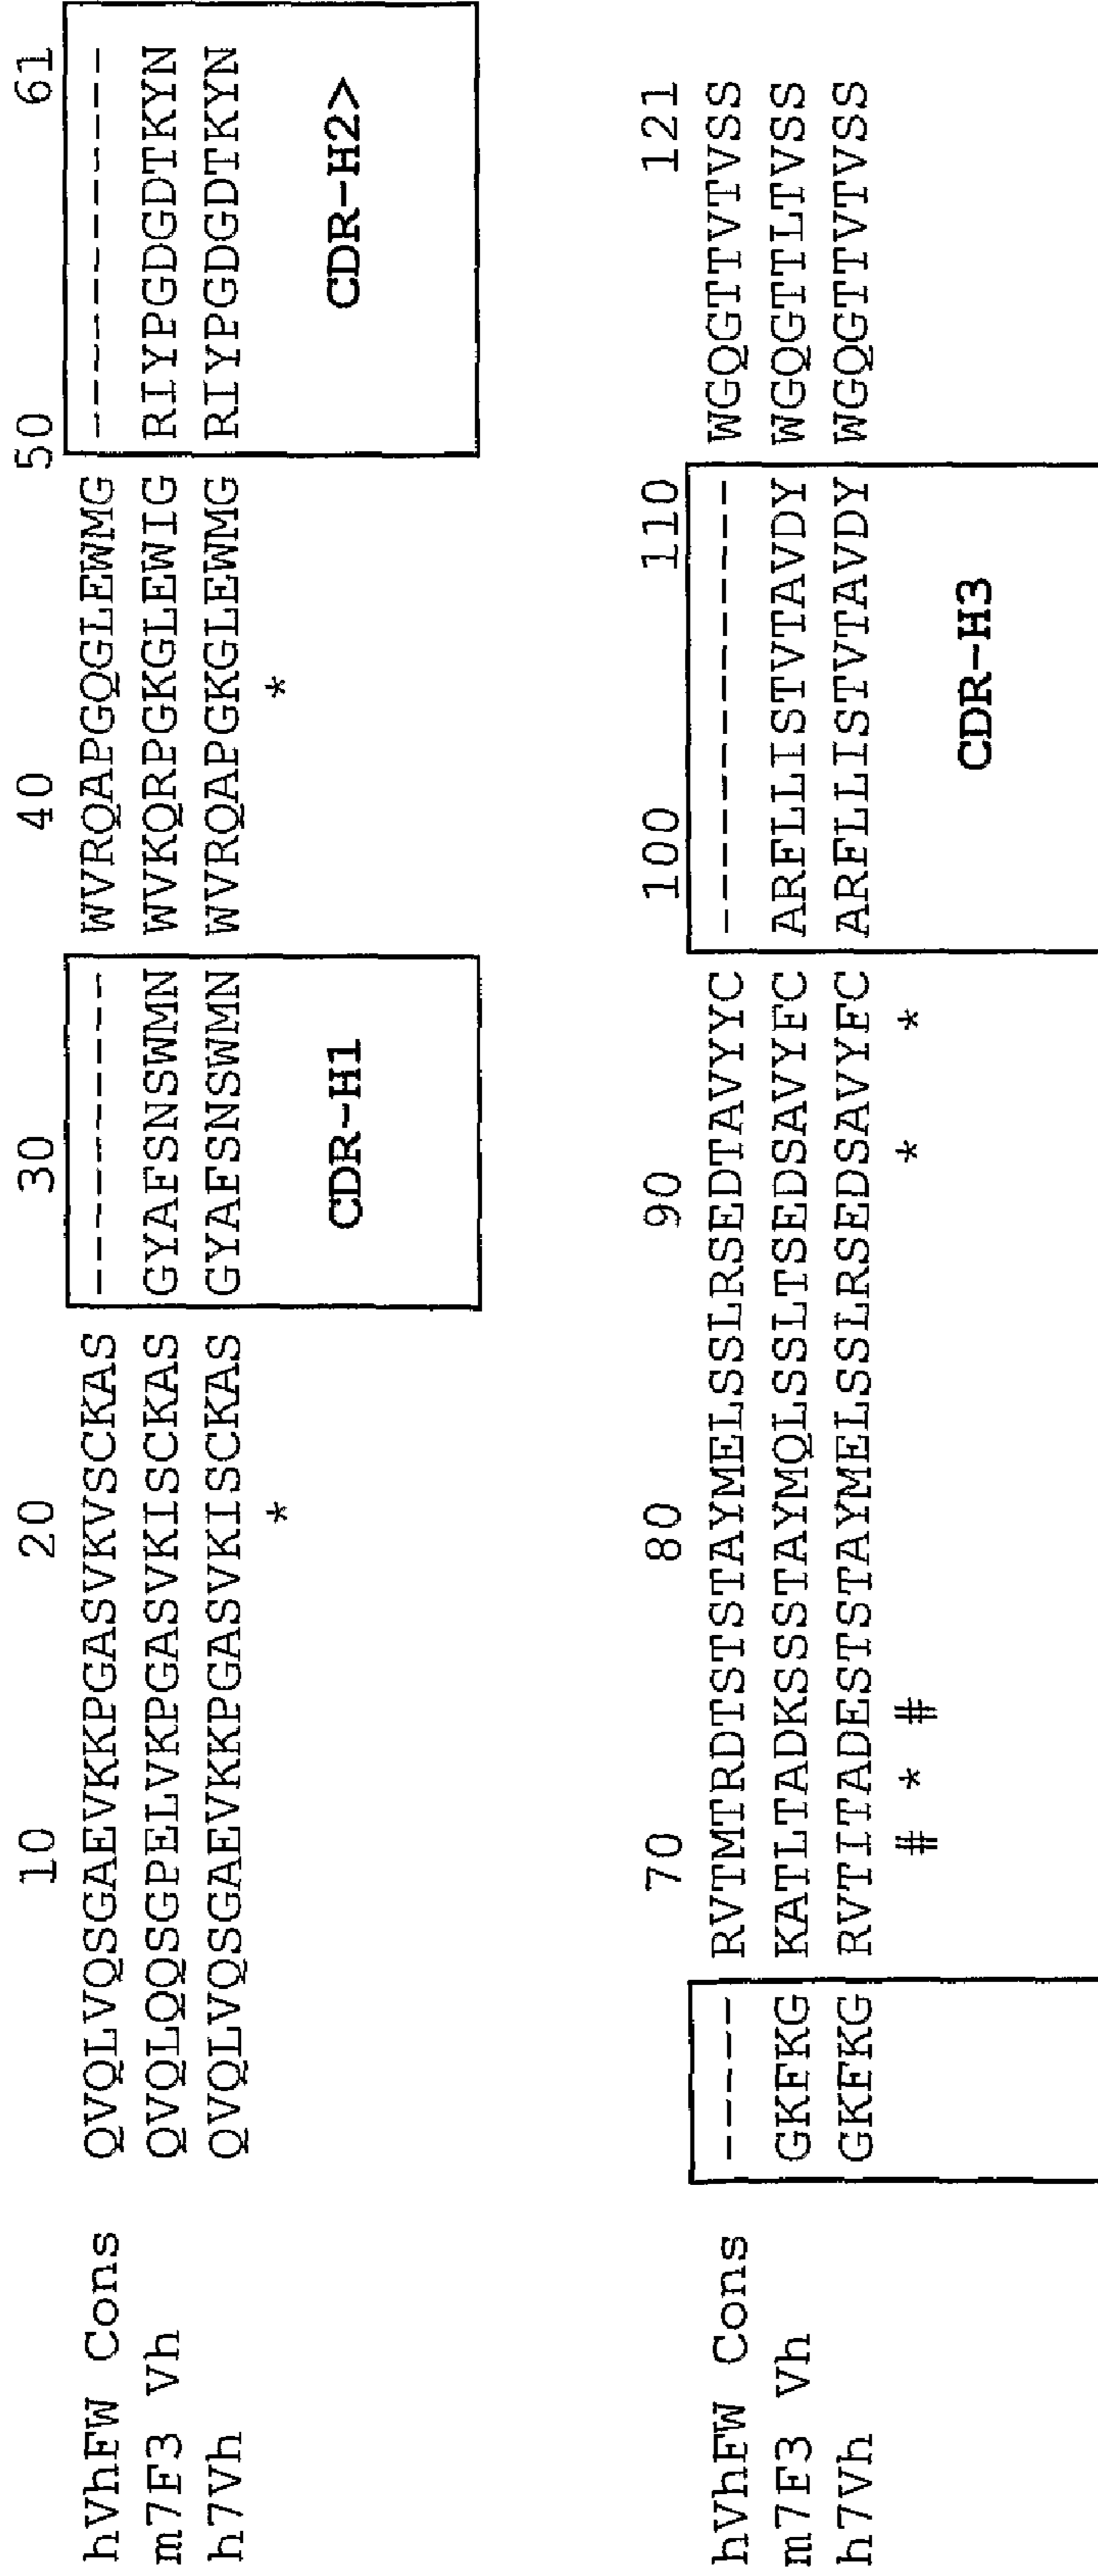 10 20 30 40 50 61
hVhFW Cons QVQLVQSGAEVKKPGASVKVSCKAS ---------- WVRQAPGQGLEWMG ------------
m7F3 Vh QVQLQQSGPELVKPGASVKISCKAS GYAFSNSWMN WVKQRPGKGLEWIG RIYPGDGDTKYN
h7Vh QVQLVQSGAEVKKPGASVKISCKAS GYAFSNSWMN WVRQAPGKGLEWMG RIYPGDGDTKYN
* *
CDR-H1 CDR-H2>
70 80 90 100 110 121
hVhFW Cons ----- RVTMTRDTSTSTAYMELSSLRSEDTAVYYC -------------- WGQGTTVTVSS
m7F3 Vh GKFKG KATLTADKSSSTAYMQLSSLTSEDSAVYFC ARFLLISTVTAVDY WGQGTTLTVSS
h7Vh GKFKG RVTITADESTSTAYMELSSLRSEDSAVYFC ARFLLISTVTAVDY WGQGTTVTVSS
# * # * *
CDR-H3